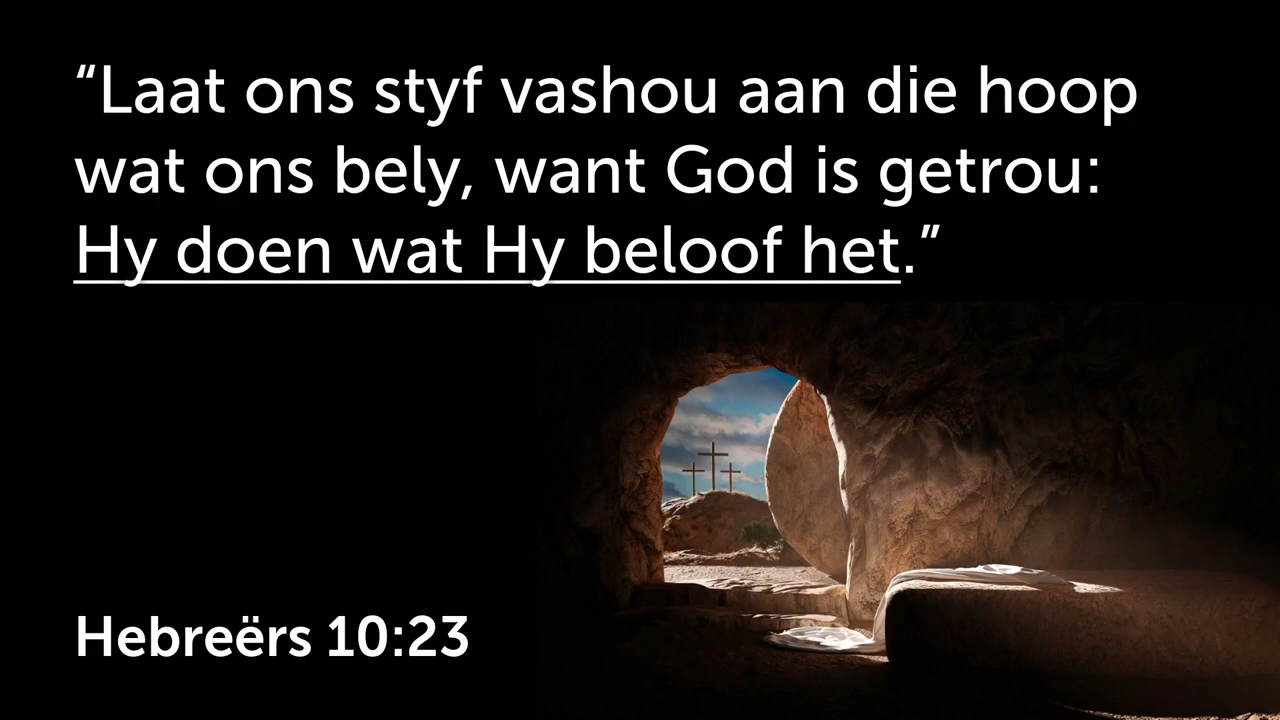 “Laat ons styf vashou aan die hoop
wat ons bely, want God is getrou:
Hy doen wat Hy beloof het.”
Hebreërs 10:23